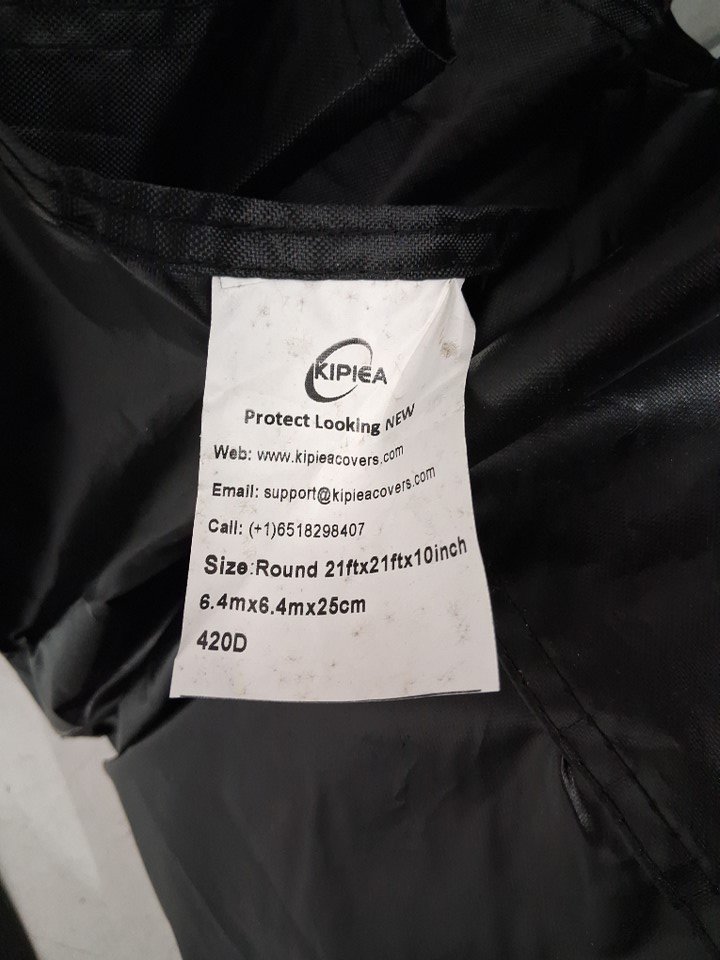 KIPIEA
Protect Looking NEW
Web: www.kipieacovers.com
Email: support@kipieacovers.com
Call: (+1)6518298407
Size:Round 21ftx21ftx10inch
6.4mx6.4mx25cm
420D